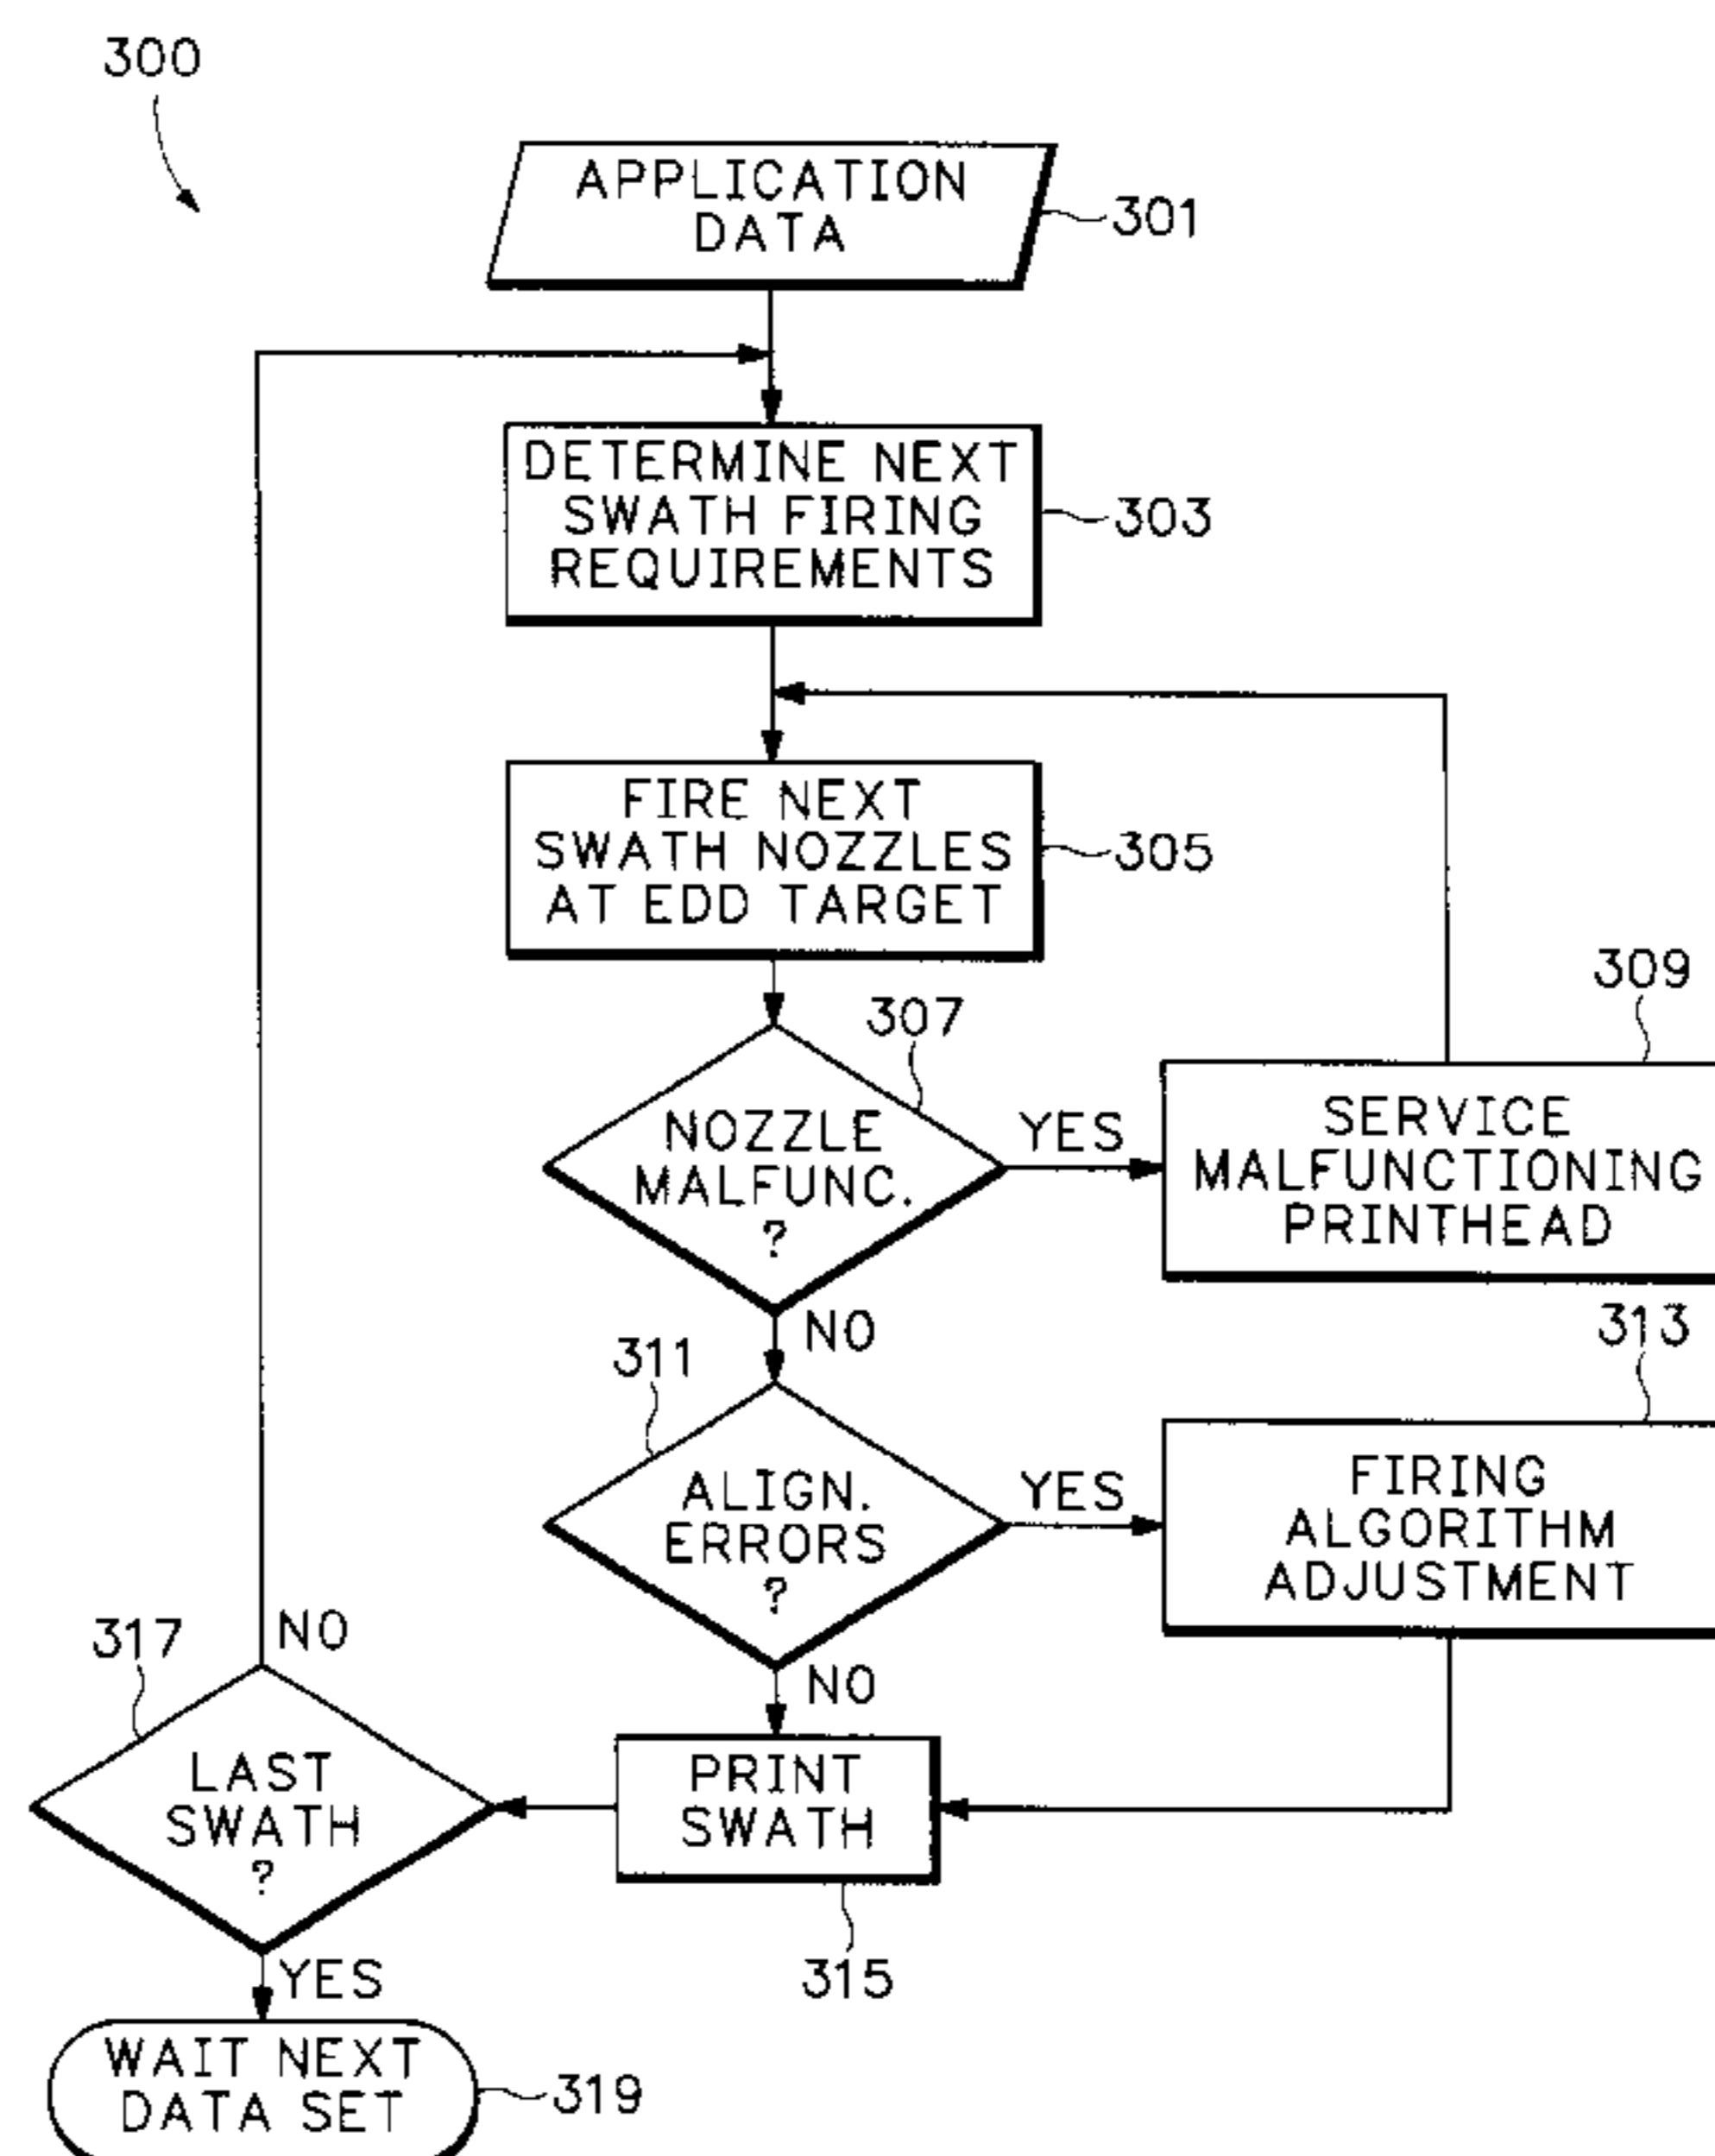 300
APPLICATION
DATA
301
DETERMINE NEXT
SWATH FIRING
REQUIREMENTS
303
FIRE NEXT
SWATH NOZZLES
AT EDD TARGET
305
307
309
NOZZLE
MALFUNC.
?
YES
SERVICE
MALFUNCTIONING
PRINTHEAD
NO
311
313
ALIGN.
ERRORS
?
YES
FIRING
ALGORITHM
ADJUSTMENT
NO
317
NO
LAST
SWATH
?
PRINT
SWATH
315
YES
WAIT NEXT
DATA SET
319